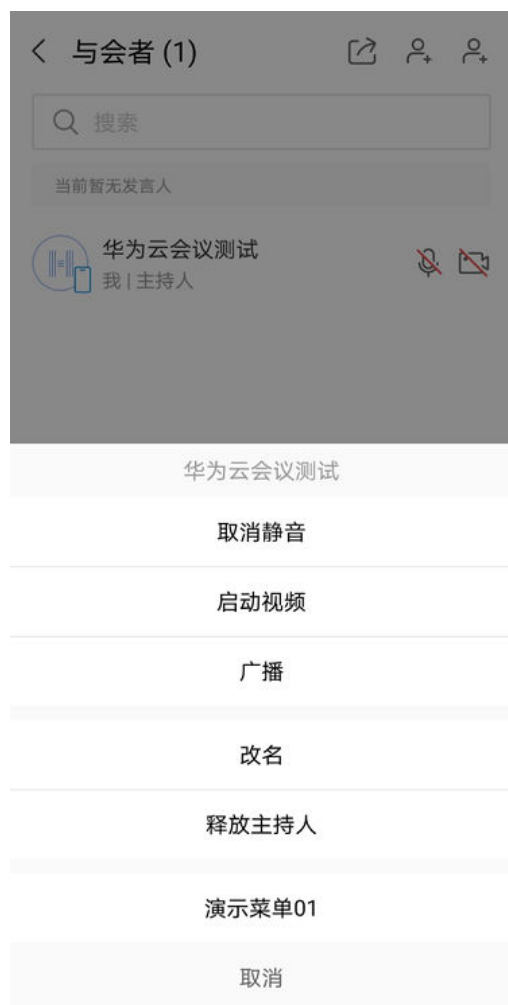 与会者 (1)
搜索
当前暂无发言人
华为云会议测试
我 | 主持人
华为云会议测试
取消静音
启动视频
广播
改名
释放主持人
演示菜单01
取消